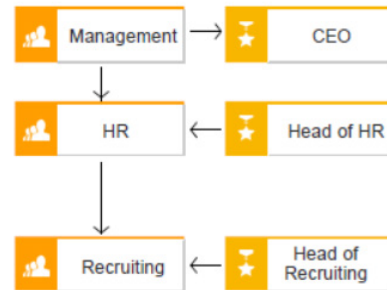 Management
CEO
HR
Head of HR
Recruiting
Head of
Recruiting